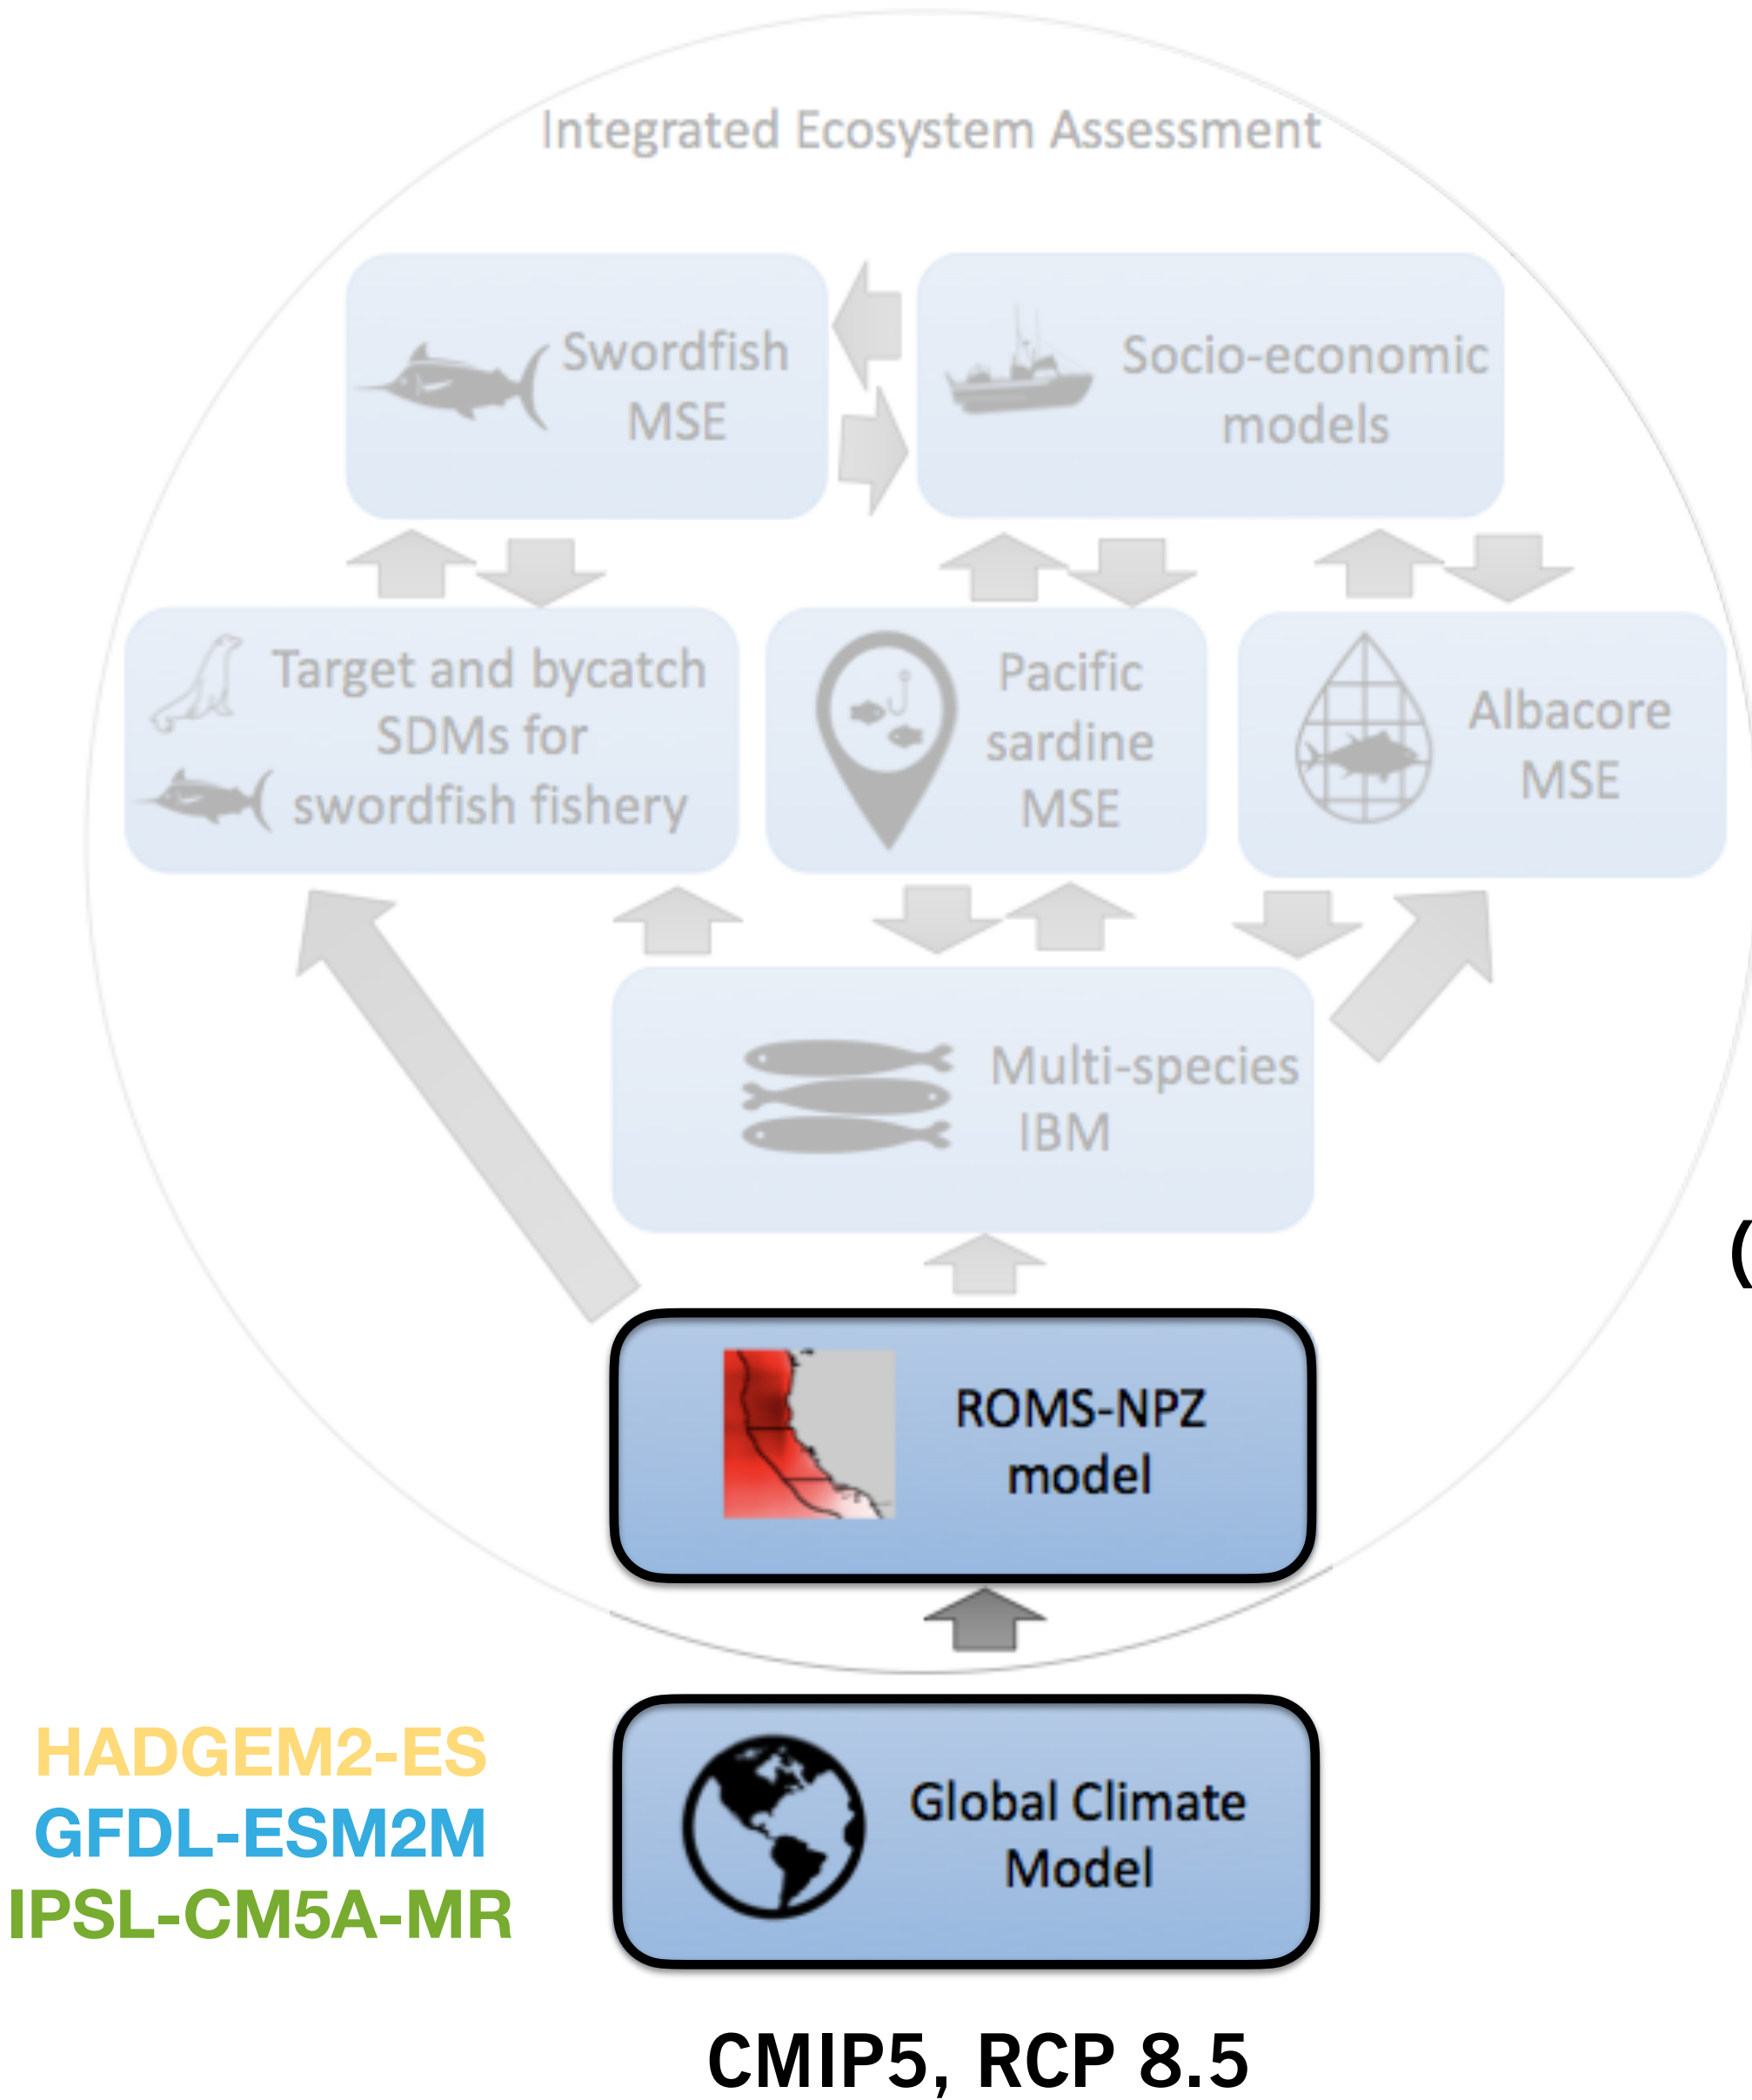 Integrated Ecosystem Assessment
Swordfish
MSE
Socio-economic
models
Target and bycatch
SDMs for
swordfish fishery
Pacific
sardine
MSE
Albacore
MSE
Multi-species
IBM
(
ROMS-NPZ
model
HADGEM2-ES
GFDL-ESM2M
IPSL-CM5A-MR
Global Climate
Model
CMIP5, RCP 8.5